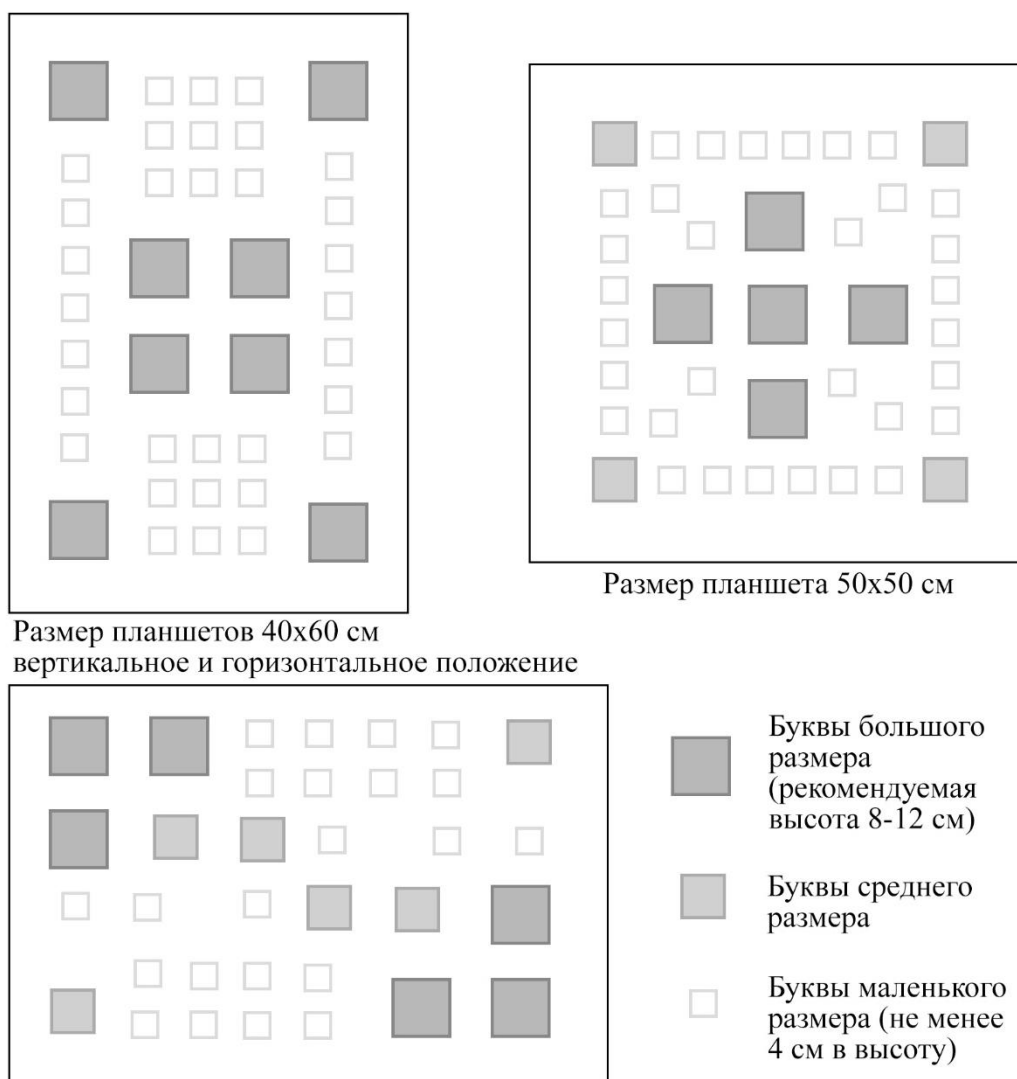 Размер планшета 50х50 см
Размер планшетов 40х60 см
вертикальное и горизонтальное положение
Буквы большого
размера
(рекомендуемая
высота 8-12 см)
Буквы среднего
размера
Буквы маленького
размера (не менее
4 см в высоту)